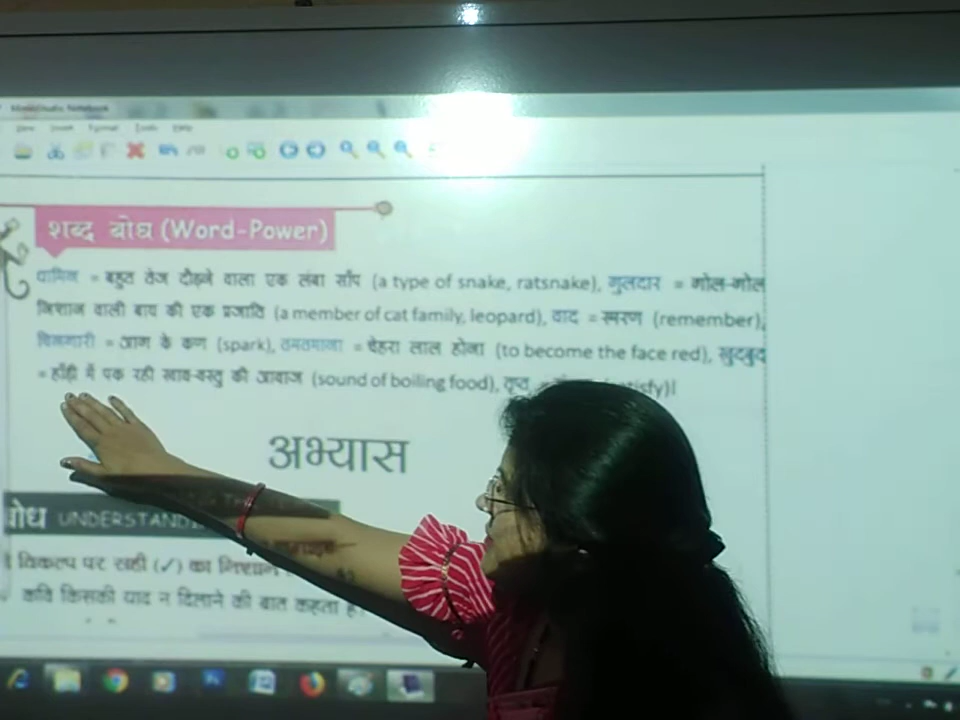 शब्द बोध (Word-Power)
धामिन = बहुत तेज दौड़ने वाला एक लंबा साँप (a type of snake, ratsnake), गुलदार = गोल-गोल
निशान वाली बाघ की एक प्रजाति (a member of cat family, leopard), याद = स्मरण (remember),
चिनगारी = आग के कण (spark), तमतमाना = चेहरा लाल होना (to become the face red), खुदबुद
= हाँड़ी में पक रही खाद्य-वस्तु की आवाज (sound of boiling food), तृप्त
अभ्यास
बोध UNDERSTANDI
विकल्प पर सही (✓) का निशान
कवि किसकी याद न दिलाने की बात कहता है